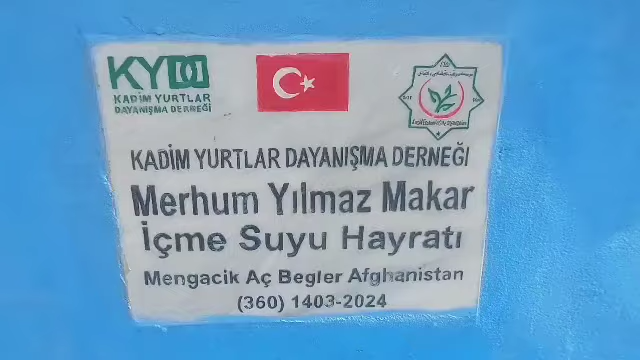 KYDD
KADİM YURTLAR
DAYANIŞMA DERNEĞİ
KADİM YURTLAR DAYANIŞMA DERNEĞİ
Merhum Yılmaz Makar
İçme Suyu Hayratı
Mengacik Aç Begler Afghanistan
(360) 1403-2024